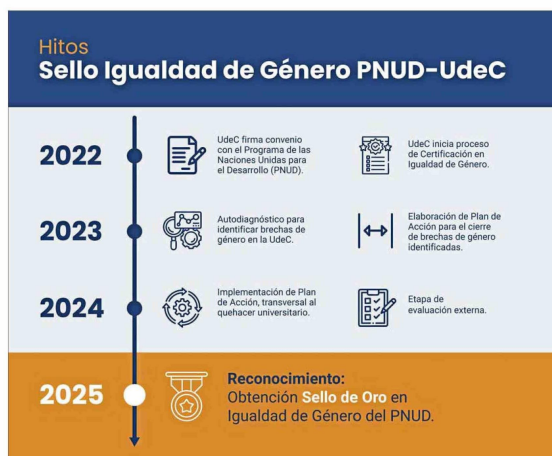 Hitos
Sello Igualdad de Género PNUD-UdeC
2022
UdeC firma convenio
con el Programa de las
Naciones Unidas para
el Desarrollo (PNUD).
UdeC inicia proceso
de Certificación en
Igualdad de Género.
2023
Autodiagnóstico para
identificar brechas de
género en la UdeC.
Elaboración de Plan de
Acción para el cierre
de brechas de género
identificadas.
2024
Implementación de Plan
de Acción, transversal al
quehacer universitario.
Etapa de
evaluación externa.
2025
Reconocimiento:
Obtención Sello de Oro en
Igualdad de Género del PNUD.